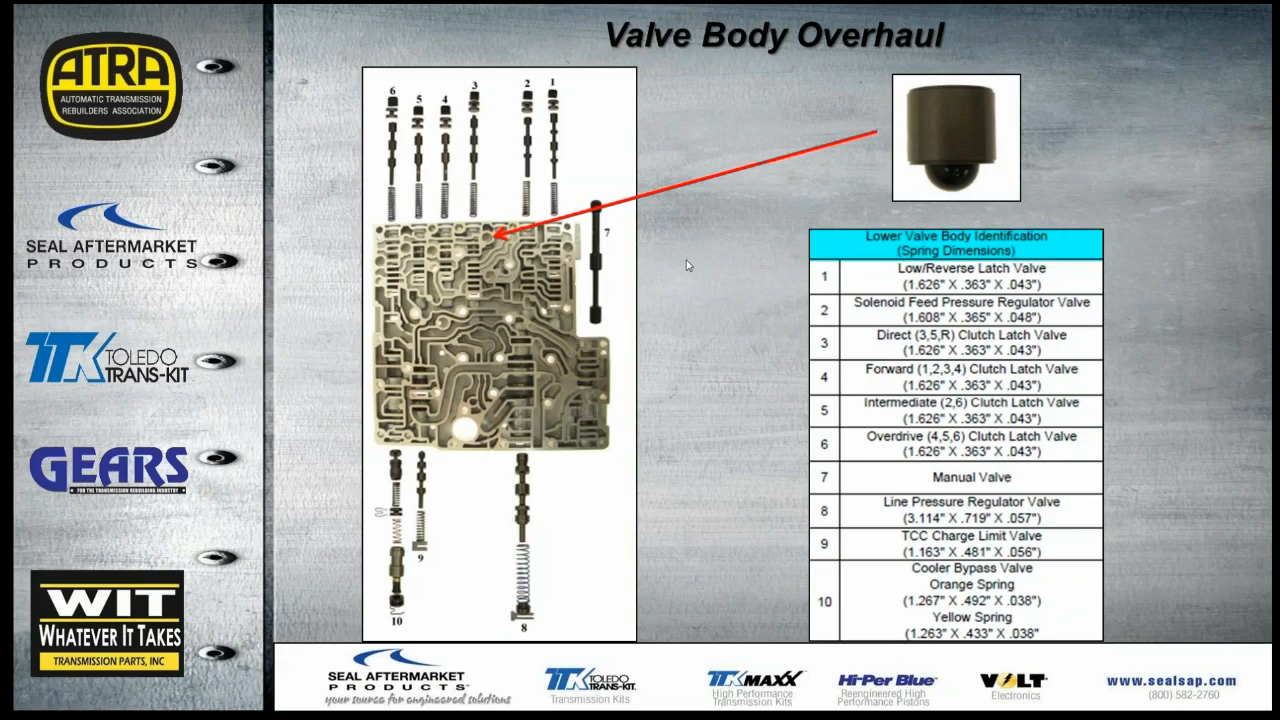 Valve Body Overhaul
ATRA
AUTOMATIC TRANSMISSION
REBUILDERS ASSOCIATION
SEAL AFTERMARKET
PRODUCTS
TTK TOLEDO
TRANS-KIT
GEARS
FOR THE TRANSMISSION REBUILDING INDUSTRY
WIT
WHATEVER IT TAKES
TRANSMISSION PARTS, INC
6
5
4
3
2
1
7
9
10
8
Lower Valve Body Identification
(Spring Dimensions)
1
Low/Reverse Latch Valve
(1.626" X .363" X .043")
2
Solenoid Feed Pressure Regulator Valve
(1.608" X .365" X .048")
3
Direct (3,5,R) Clutch Latch Valve
(1.626" X .363" X .043")
4
Forward (1,2,3,4) Clutch Latch Valve
(1.626" X .363" X .043")
5
Intermediate (2,6) Clutch Latch Valve
(1.626" X .363" X .043")
6
Overdrive (4,5,6) Clutch Latch Valve
(1.626" X .363" X .043")
7
Manual Valve
8
Line Pressure Regulator Valve
(3.114" X .719" X .057")
9
TCC Charge Limit Valve
(1.163" X .481" X .056")
10
Cooler Bypass Valve
Orange Spring
(1.267" X .492" X .038")
Yellow Spring
(1.263" X .433" X .038"
SEAL AFTERMARKET
PRODUCTS
your source for engineered solutions
TTK TOLEDO
TRANS-KIT
Transmission Kits
TTK MAXX
High Performance
Transmission Kits
Hi-Per Blue
Reengineered High
Performance Pistons
VOLT
Electronics
www.sealsap.com
(800) 582-2760